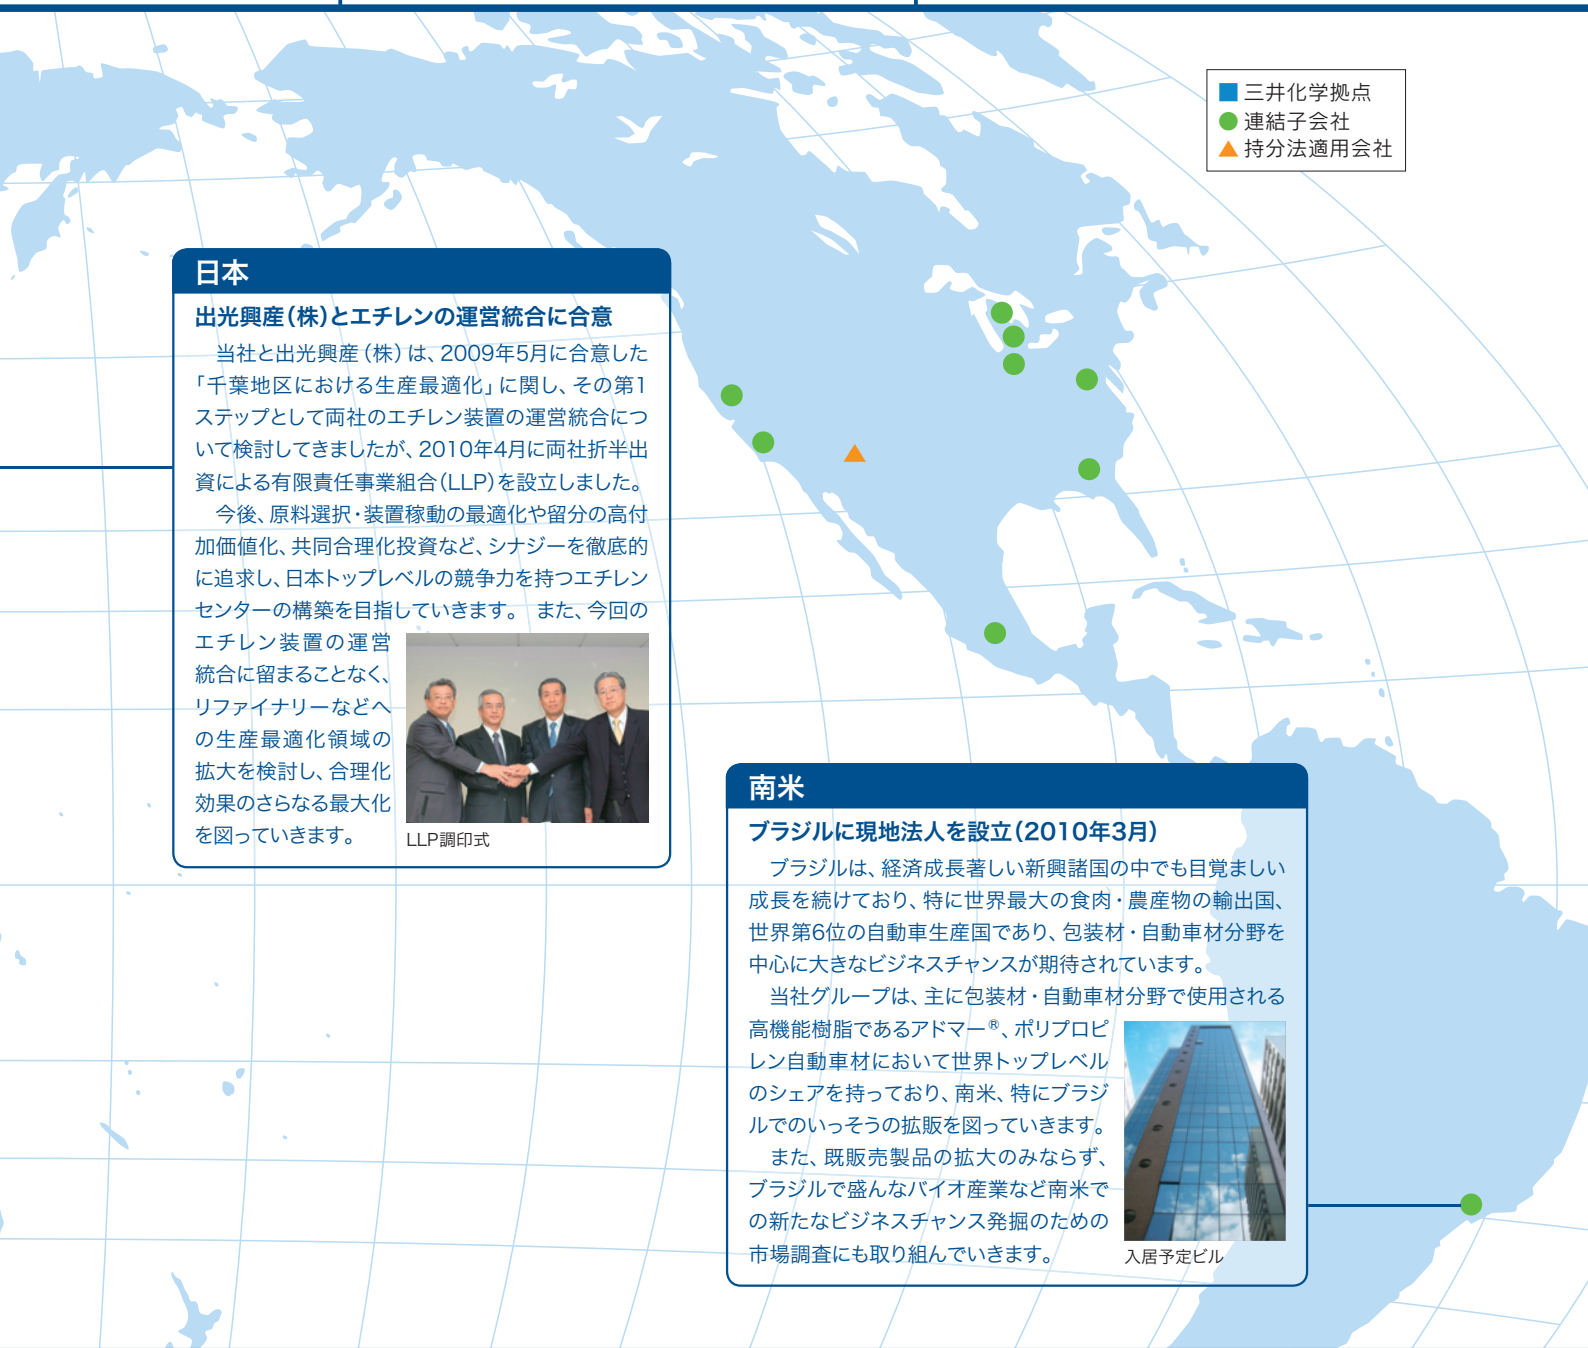 三井化学拠点
連結子会社
持分法適用会社
日本
出光興産(株)とエチレンの運営統合に合意
当社と出光興産(株)は、2009年5月に合意した
「千葉地区における生産最適化」に関し、その第1
ステップとして両社のエチレン装置の運営統合につ
いて検討してきましたが、2010年4月に両社折半出
資による有限責任事業組合(LLP)を設立しました。
今後、原料選択・装置稼動の最適化や留分の高付
加価値化、共同合理化投資など、シナジーを徹底的
に追求し、日本トップレベルの競争力を持つエチレン
センターの構築を目指していきます。 また、今回の
エチレン装置の運営
統合に留まることなく、
リファイナリーなどへ
の生産最適化領域の
拡大を検討し、合理化
効果のさらなる最大化
を図っていきます。
LLP調印式
南米
ブラジルに現地法人を設立(2010年3月)
ブラジルは、経済成長著しい新興諸国の中でも目覚ましい
成長を続けており、特に世界最大の食肉・農産物の輸出国、
世界第6位の自動車生産国であり、包装材・自動車材分野を
中心に大きなビジネスチャンスが期待されています。
当社グループは、主に包装材・自動車材分野で使用される
高機能樹脂であるアドマー®、ポリプロピ
レン自動車材において世界トップレベル
のシェアを持っており、南米、特にブラジ
ルでのいっそうの拡販を図っていきます。
また、既販売製品の拡大のみならず、
ブラジルで盛んなバイオ産業など南米で
の新たなビジネスチャンス発掘のための
市場調査にも取り組んでいきます。
入居予定ビル